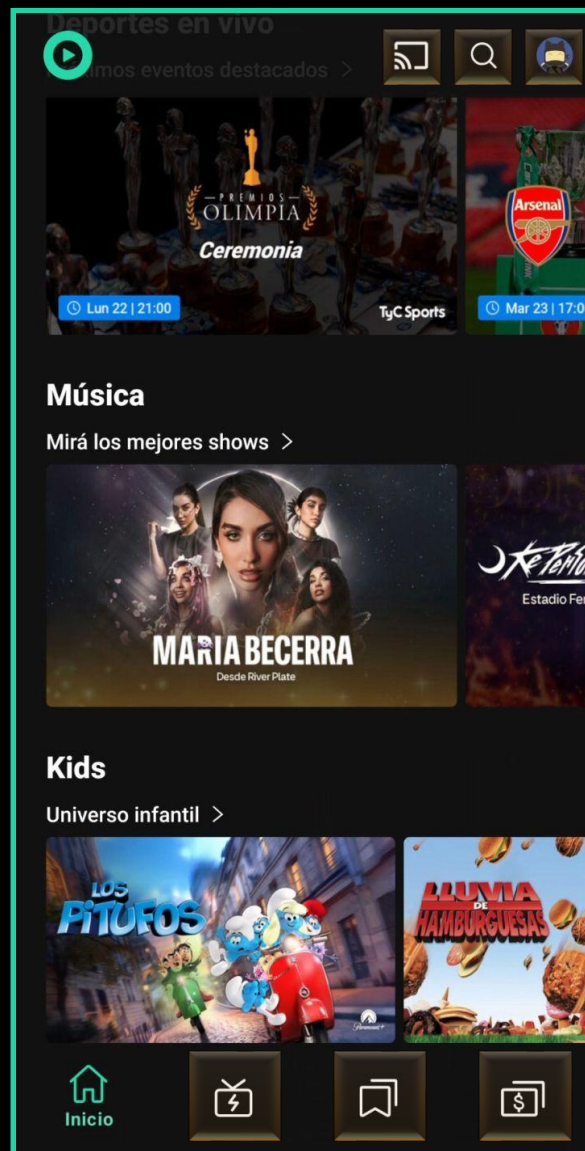 Deportes en vivo
eventos destacados >
PREMIOS
OLIMPIA
Ceremonia
Lun 22 | 21:00
TyC Sports
Arsenal
Mar 23 | 17:0
Música
Mirá los mejores shows >
MARIA BECERRA
Desde River Plate
Ke
Estadio Fe
Kids
Universo infantil >
LOS
PiTUFOS
Paramount+
LLUVIA
DE
HAMBURGUESAS
Inicio